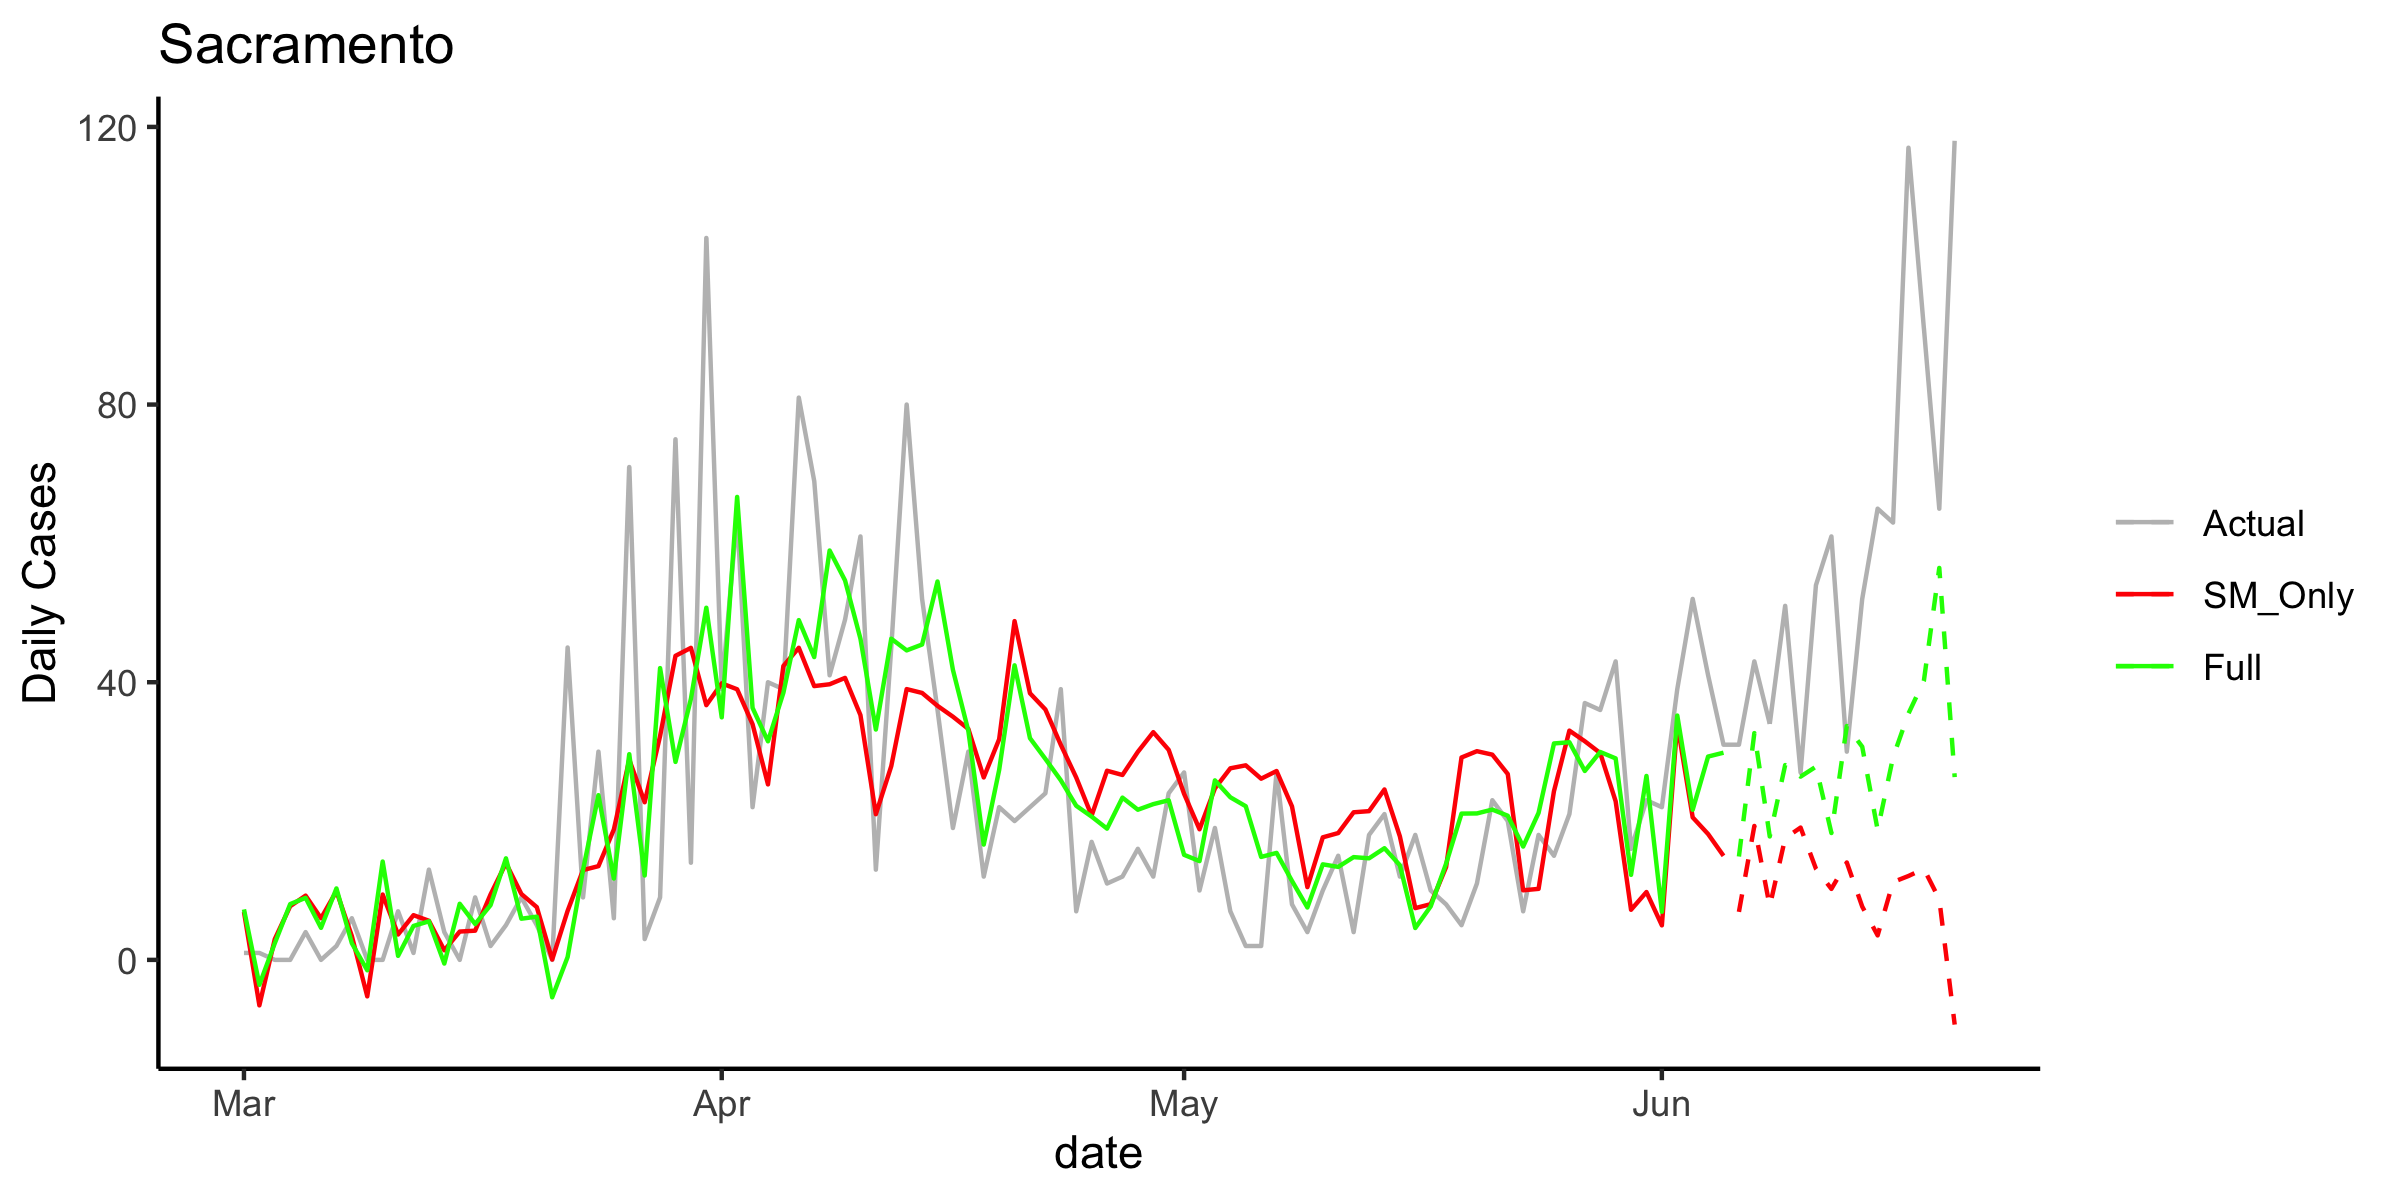 Sacramento
Daily Cases
120
80
40
0
Mar Apr May Jun
date
Actual
SM_Only
Full